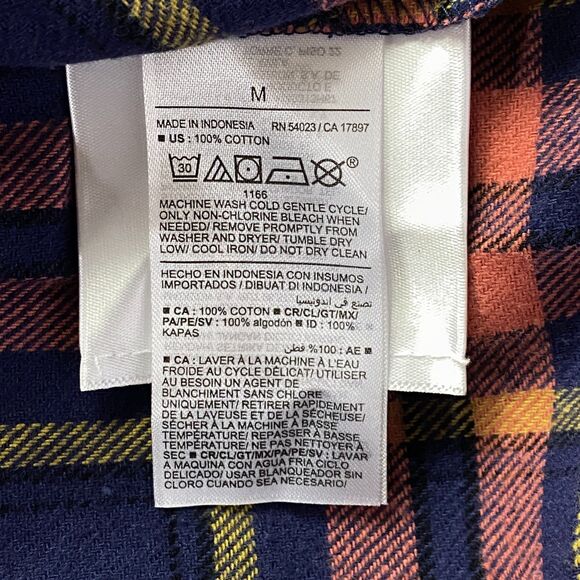 M
MADE IN INDONESIA RN 54023 / CA 17897
■ US : 100% COTTON
30 ®
1166
MACHINE WASH COLD GENTLE CYCLE/
ONLY NON-CHLORINE BLEACH WHEN
NEEDED/ REMOVE PROMPTLY FROM
WASHER AND DRYER/ TUMBLE DRY
LOW/ COOL IRON/ DO NOT DRY CLEAN
HECHO EN INDONESIA CON INSUMOS
IMPORTADOS / DIBUAT DI INDONESIA /
تصنع في اندونيسيا
■ CA : 100% COTON ■ CR/CL/GT/MX/
PA/PE/SV : 100% algodón ■ ID : 100%
KAPAS
■ AE : 100% قطن
■ CA : LAVER À LA MACHINE À L'EAU
FROIDE AU CYCLE DÉLICAT/ UTILISER
AU BESOIN UN AGENT DE
BLANCHIMENT SANS CHLORE
UNIQUEMENT/ RETIRER RAPIDEMENT
DE LA LAVEUSE ET DE LA SÉCHEUSE/
SÉCHER À LA MACHINE À BASSE
TEMPÉRATURE/ REPASSER À BASSE
TEMPÉRATURE/ NE PAS NETTOYER À
SEC ■ CR/CL/GT/MX/PA/PE/SV: LAVAR
A MAQUINA CON AGUA FRIA CICLO
DELICADO/ USAR BLANQUEADOR SIN
CLORO CUANDO SEA NECESARIO/